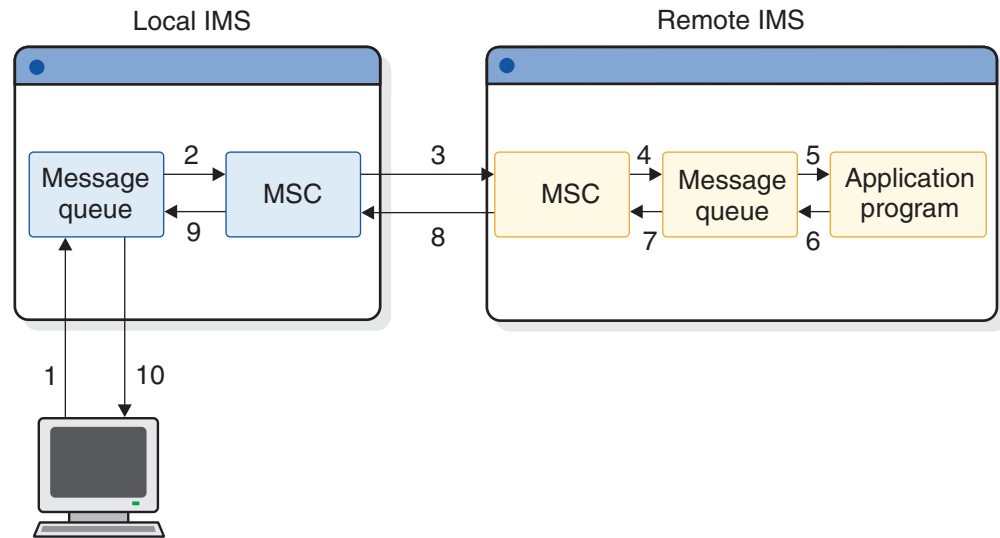 Local IMS
Remote IMS
Message
queue
2
9
MSC
3
8
MSC
4
7
Message
queue
5
6
Application
program
1
10